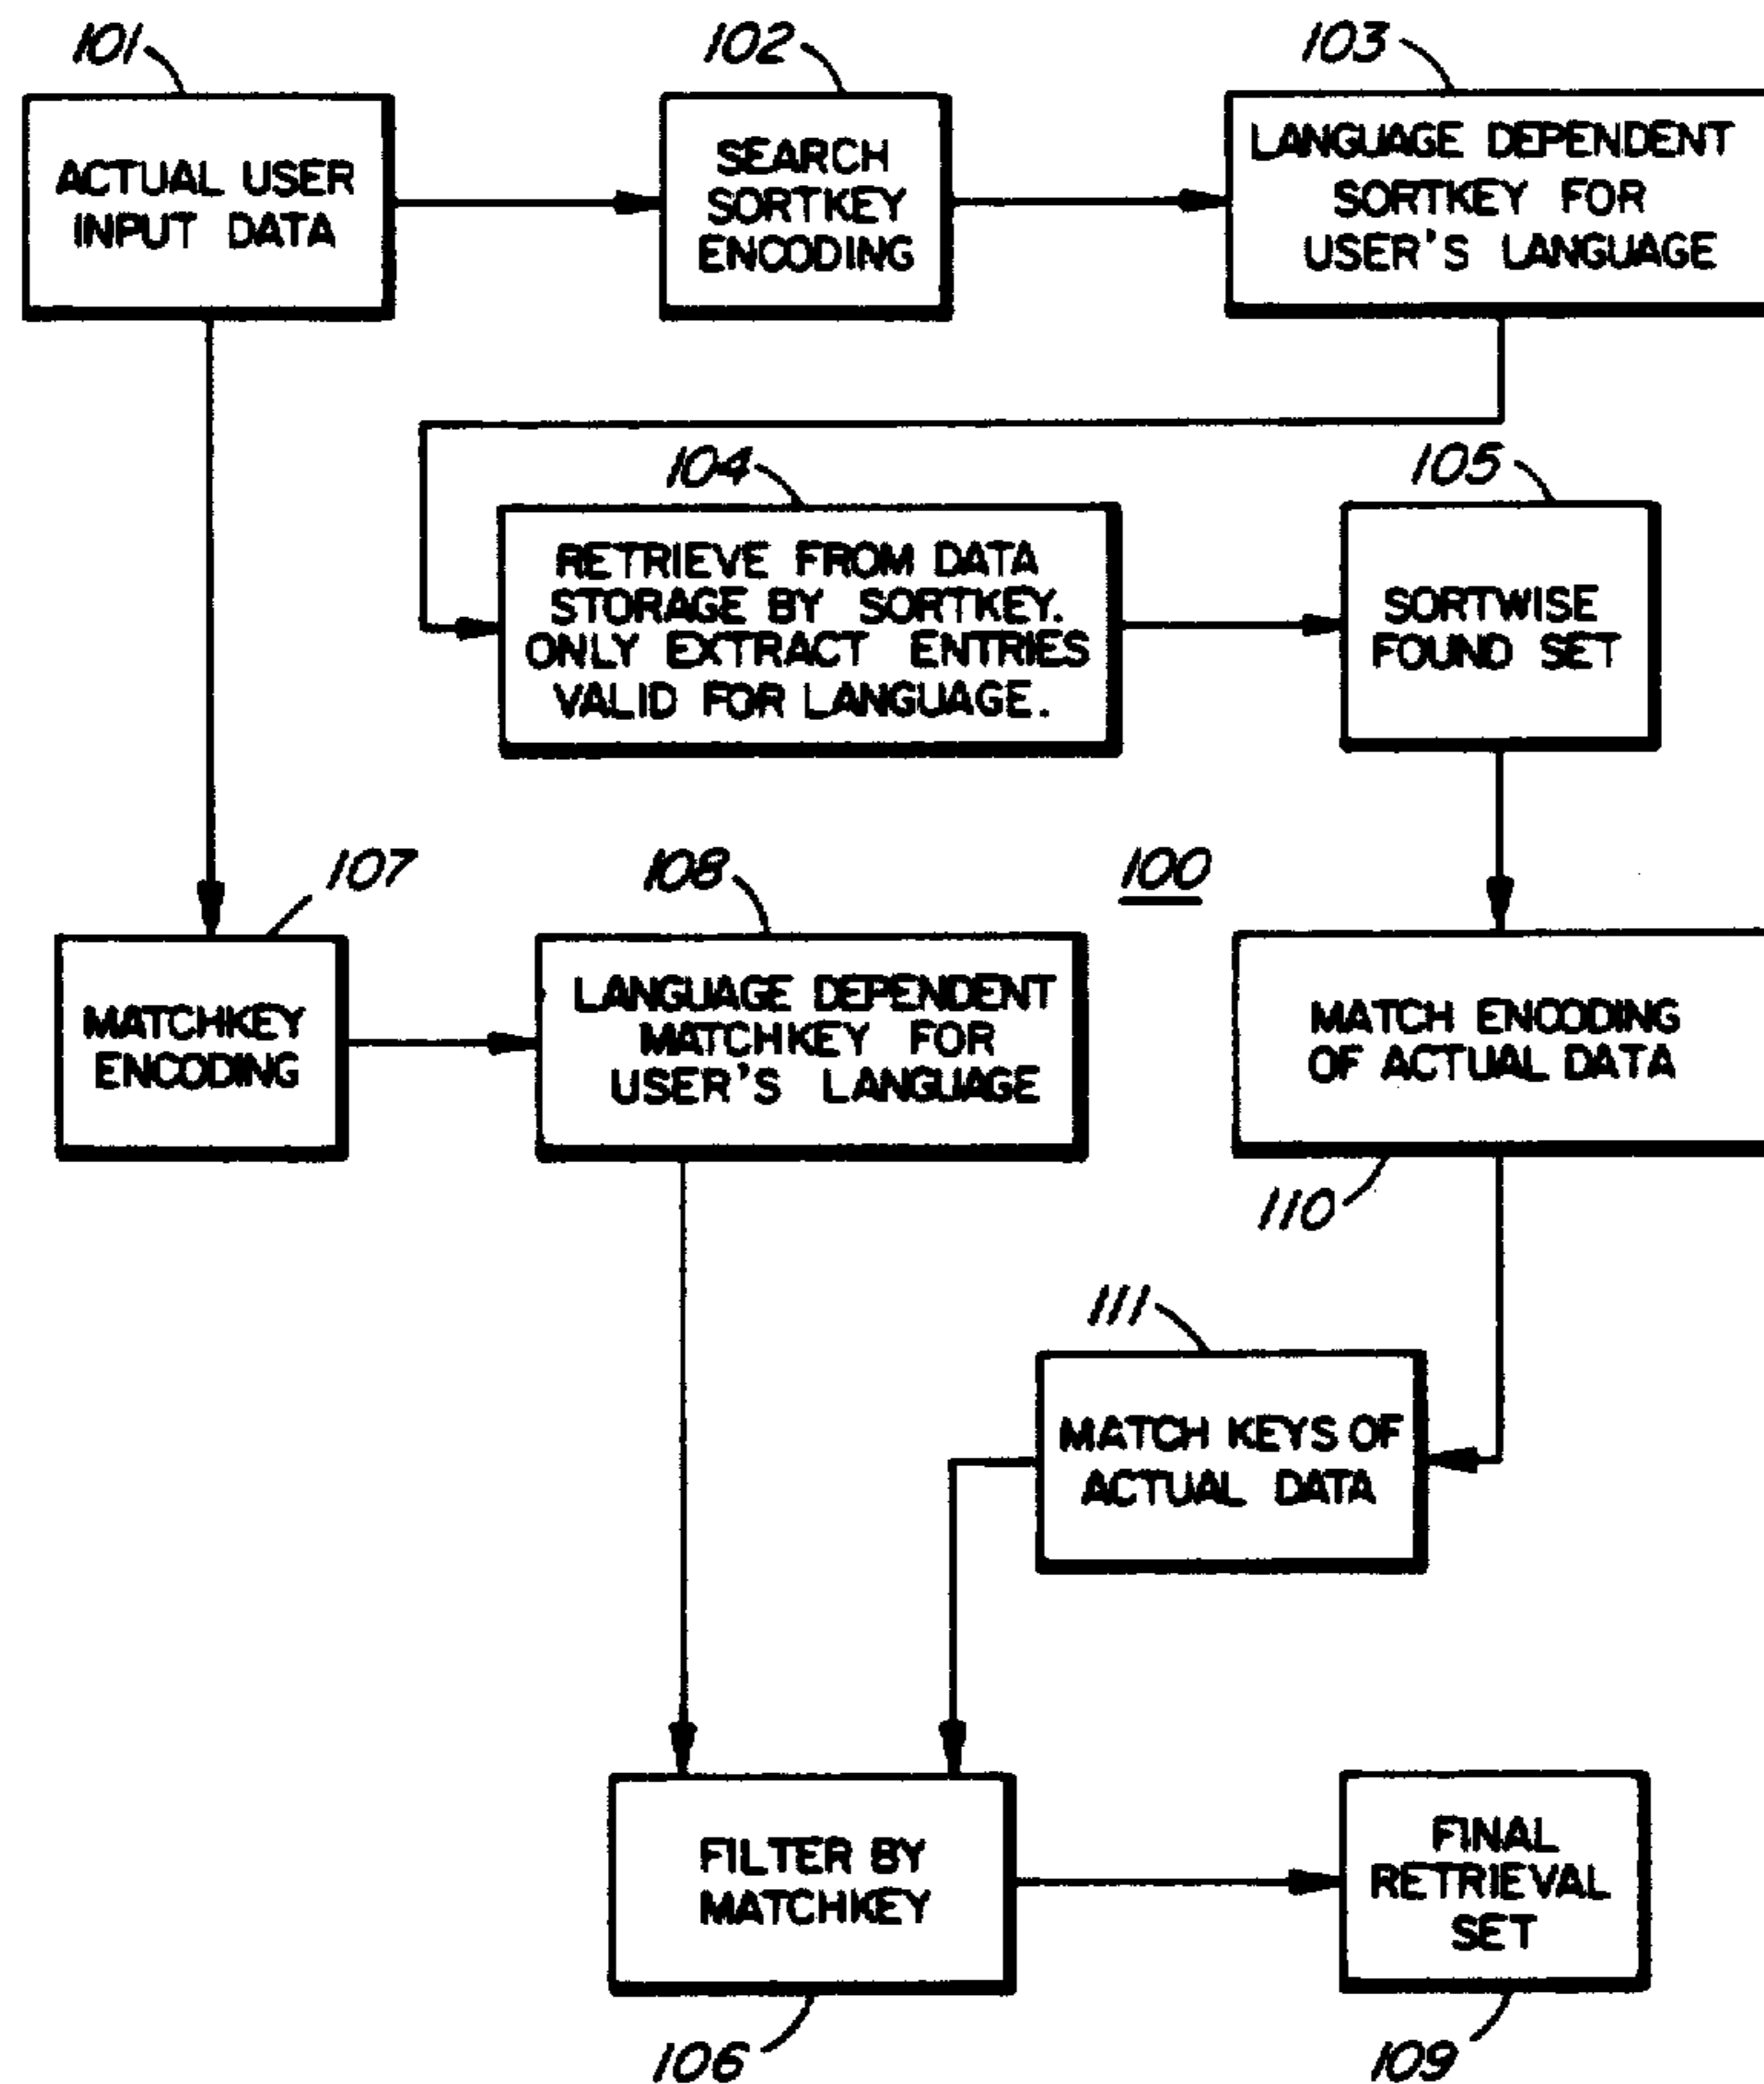 101
102
103
ACTUAL USER
INPUT DATA
SEARCH
SORTKEY
ENCODING
LANGUAGE DEPENDENT
SORTKEY FOR
USER'S LANGUAGE
104
105
RETRIEVE FROM DATA
STORAGE BY SORTKEY.
ONLY EXTRACT ENTRIES
VALID FOR LANGUAGE.
SORTWISE
FOUND SET
107
108
100
MATCHKEY
ENCODING
LANGUAGE DEPENDENT
MATCHKEY FOR
USER'S LANGUAGE
MATCH ENCODING
OF ACTUAL DATA
110
111
MATCH KEYS OF
ACTUAL DATA
FILTER BY
MATCHKEY
FINAL
RETRIEVAL
SET
106
109